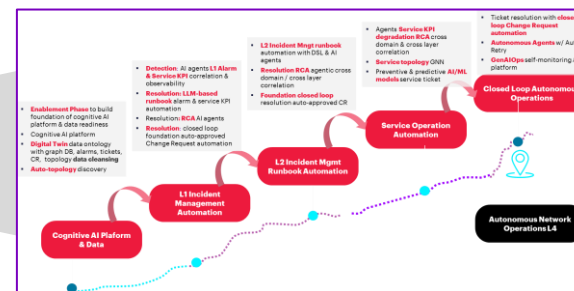 Enablement Phase to build
foundation of cognitive AI
platform & data readiness
Cognitive AI platform
Digital Twin data ontology
with graph DB, alarms, tickets,
CR, topology data cleansing
Auto-topology discovery
Cognitive AI Plaform
& Data
Detection: AI agents L1 Alarm
& Service KPI correlation &
observability
Resolution: LLM-based
runbook alarm & service KPI
automation
Resolution: RCA AI agents
Resolution: closed loop
foundation auto-approved
Change Request automation
L1 Incident
Management
Automation
L2 Incident Mngt runbook
automation with DSL & AI
agents
Resolution RCA agentic cross
domain / cross layer
correlation
Foundation closed loop
resolution auto-approved CR
L2 Incident Mgmt
Runbook Automation
Agents Service KPI
degradation RCA cross
domain & cross layer
correlation
Service topology GNN
Preventive & predictive AI/ML
models service ticket
Service Operation
Automation
Ticket resolution with close
loop Change Request
automation
Autonomous Agents w/
Retry
GenAIOps self-monitoring
platform
Closed Loop Autonomou
Operations
Autonomous Network
Operations L4